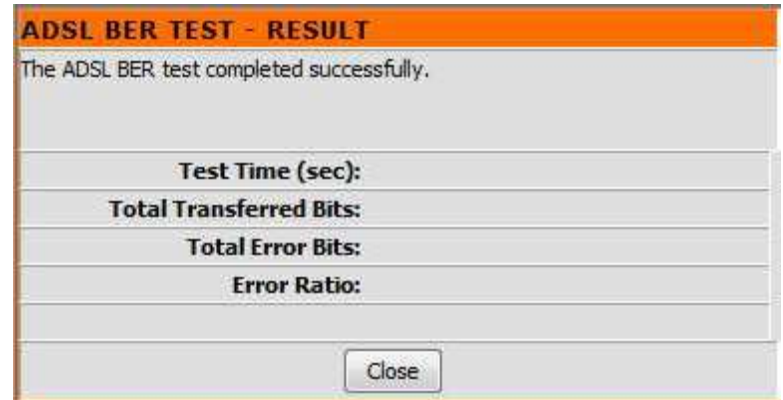 ADSL BER TEST - RESULT
The ADSL BER test completed successfully.
Test Time (sec):
Total Transferred Bits:
Total Error Bits:
Error Ratio:
Close